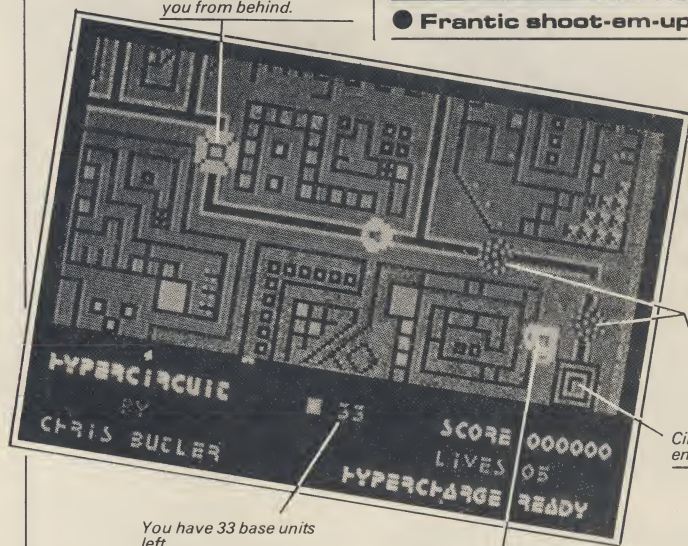 you from behind.
Frantic shoot-em-up
HYPERCIRCUIT
BY
CHRIS BUTLER
33
SCORE 000000
LIVES 05
HYPERCHARGE READY
You have 33 base units
left